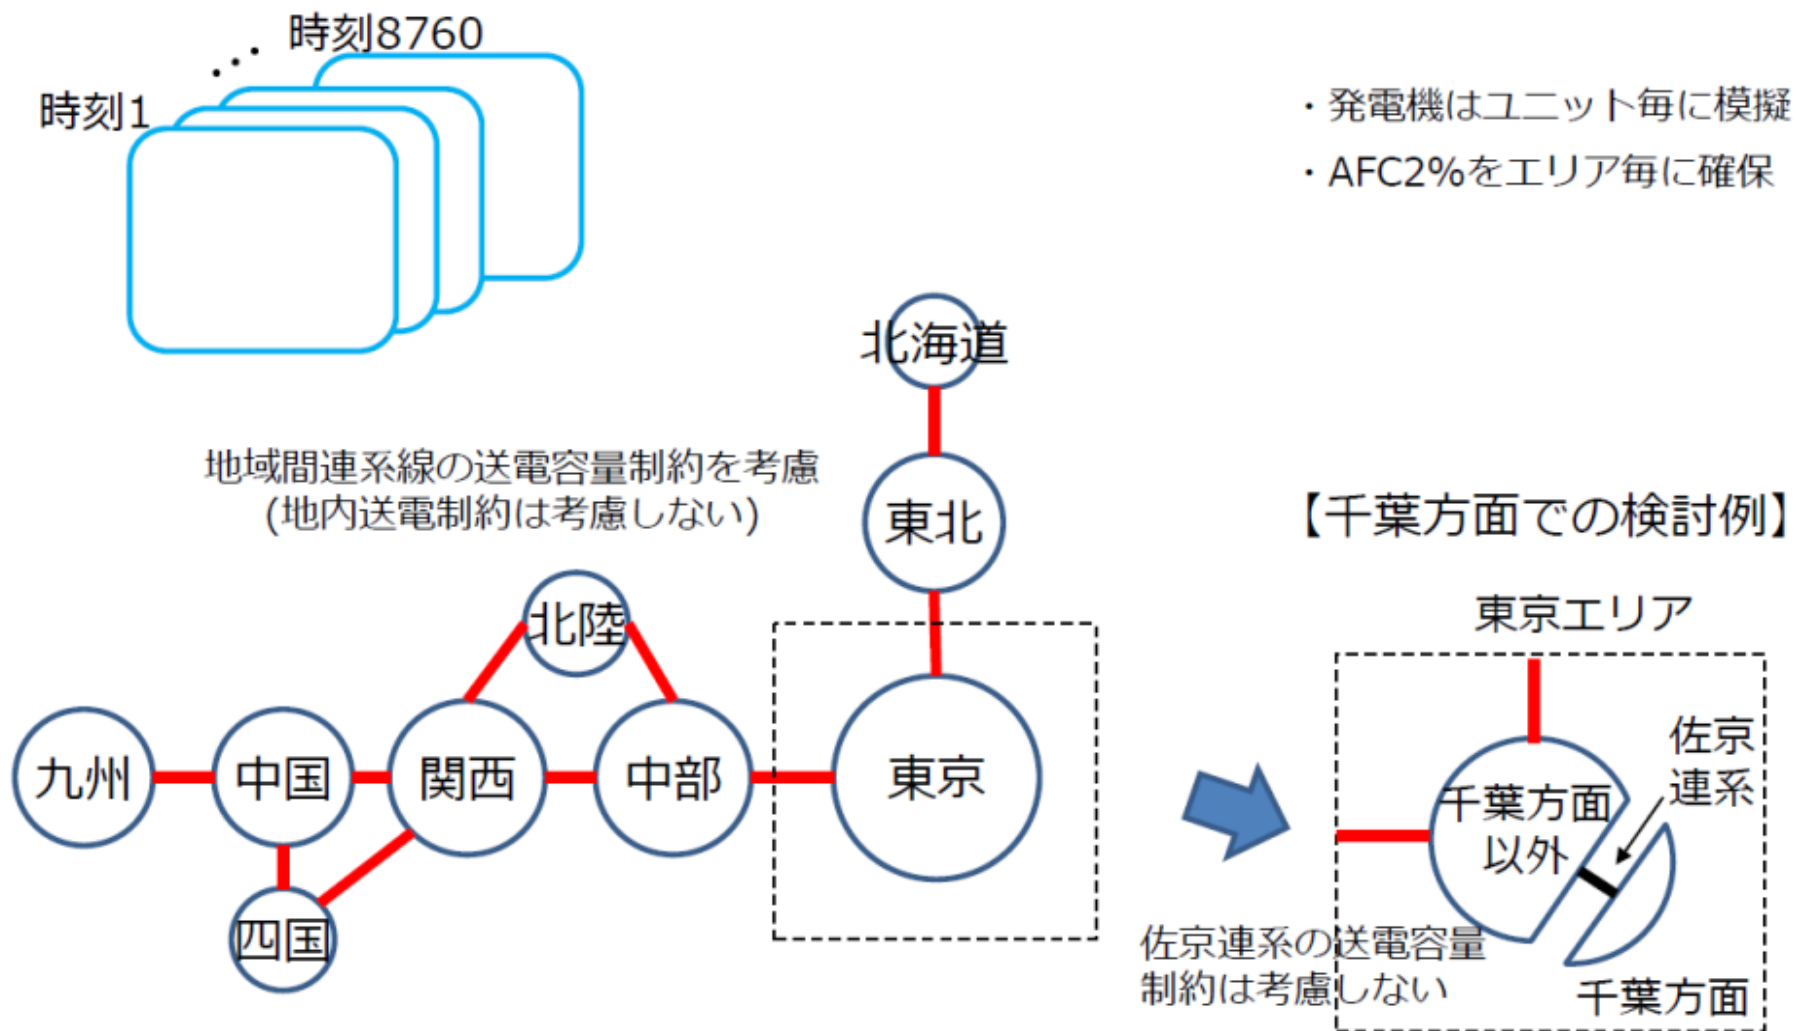 時刻8760
時刻1
・発電機はユニット毎に模擬
・AFC2%をエリア毎に確保
北海道
地域間連系線の送電容量制約を考慮
(地内送電制約は考慮しない)
東北
【千葉方面での検討例】
北陸
東京エリア
九州
中国
関西
中部
東京
佐京
連系
千葉方面
以外
四国
佐京連系の送電容量
制約は考慮しない
千葉方面